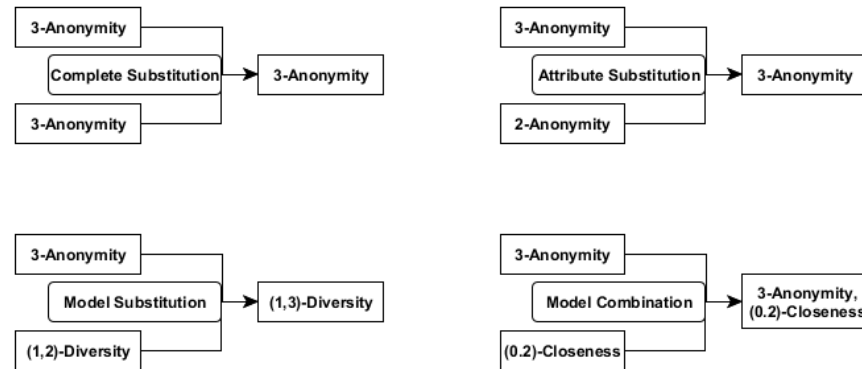 3-Anonymity
Complete Substitution
3-Anonymity
3-Anonymity
3-Anonymity
Attribute Substitution
3-Anonymity
2-Anonymity
3-Anonymity
Model Substitution
(1,3)-Diversity
(1,2)-Diversity
3-Anonymity
Model Combination
3-Anonymity,
(0.2)-Closeness
(0.2)-Closeness